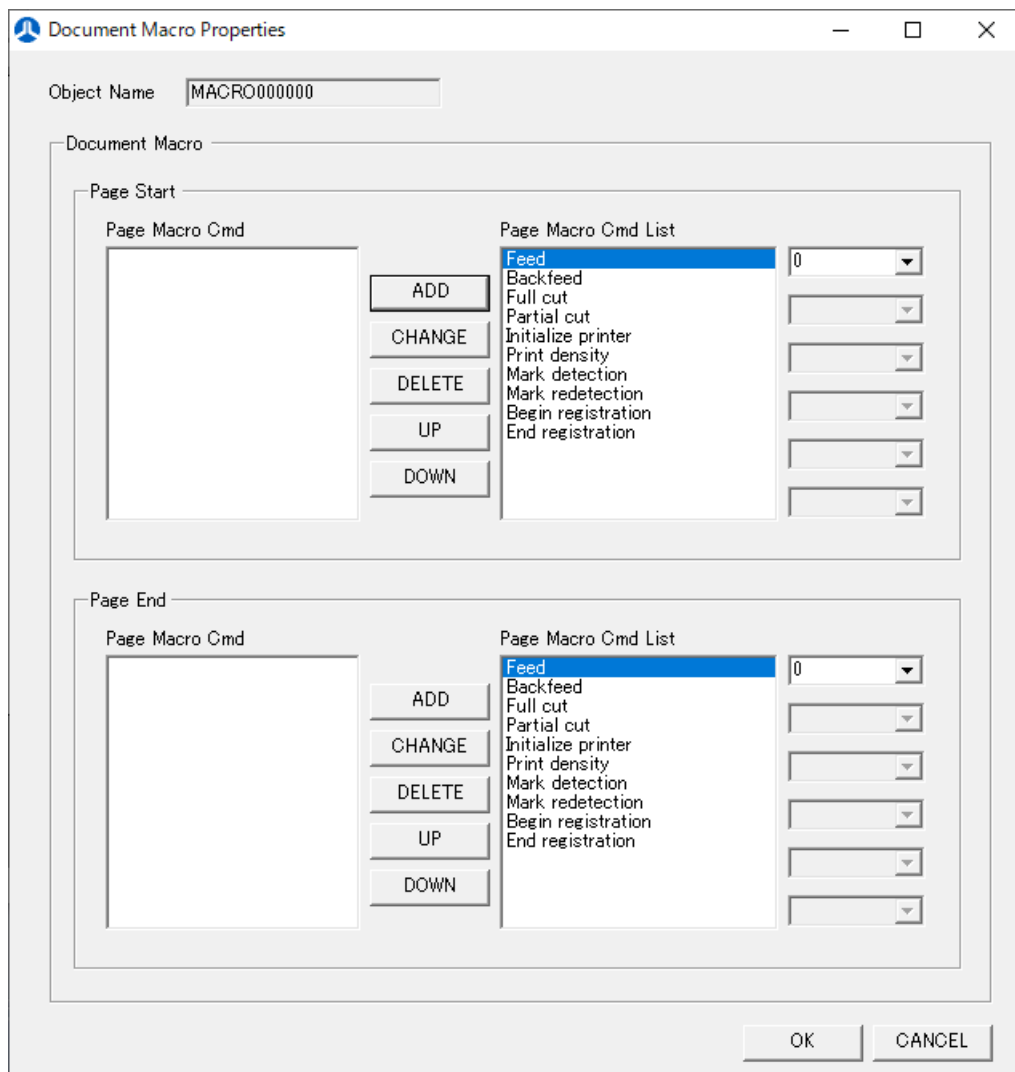 Document Macro Properties
Object Name MACRO000000
Document Macro
Page Start
Page Macro Cmd
ADD
CHANGE
DELETE
UP
DOWN
Page Macro Cmd List
Feed
Backfeed
Full cut
Partial cut
Initialize printer
Print density
Mark detection
Mark redetection
Begin registration
End registration
0
Page End
Page Macro Cmd
ADD
CHANGE
DELETE
UP
DOWN
Page Macro Cmd List
Feed
Backfeed
Full cut
Partial cut
Initialize printer
Print density
Mark detection
Mark redetection
Begin registration
End registration
0
OK CANCEL